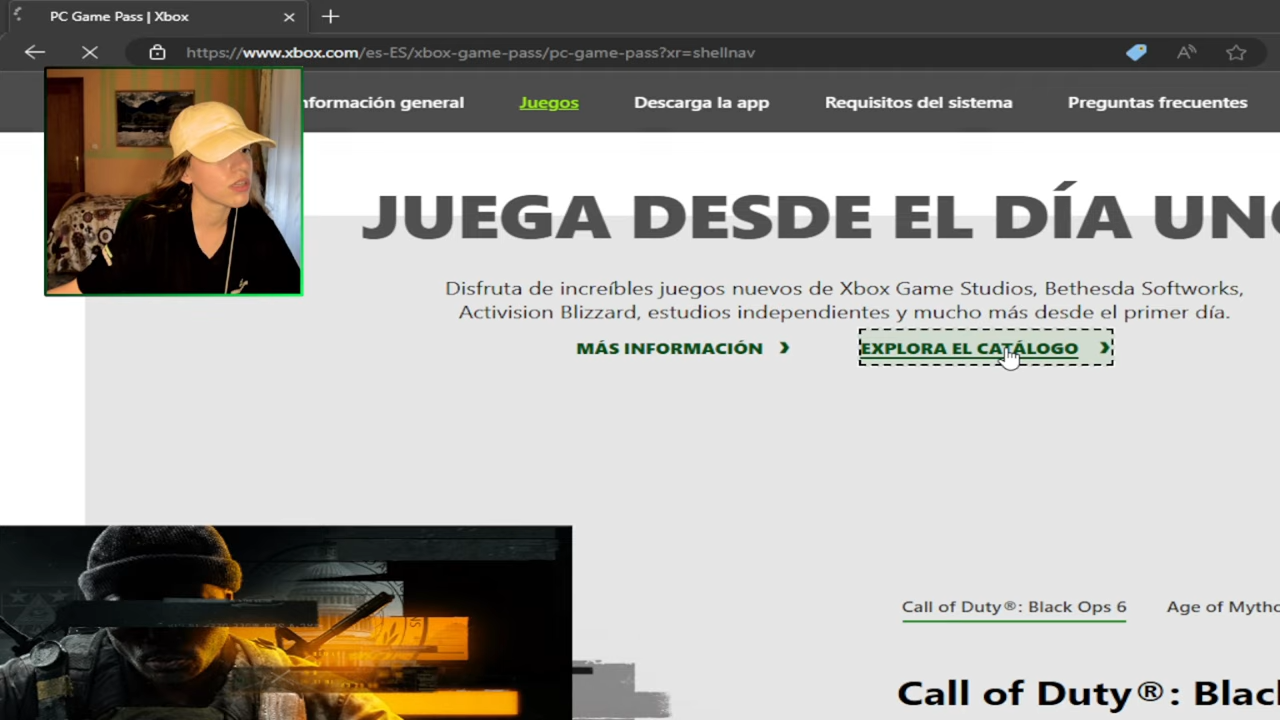 PC Game Pass | Xbox
https://www.xbox.com/es-ES/xbox-game-pass/pc-game-pass?xr=shellnav
nformación general Juegos Descarga la app Requisitos del sistema Preguntas frecuentes
JUEGA DESDE EL DÍA UNO
Disfruta de increíbles juegos nuevos de Xbox Game Studios, Bethesda Softworks,
Activision Blizzard, estudios independientes y mucho más desde el primer día.
MÁS INFORMACIÓN EXPLORA EL CATÁLOGO
Call of Duty®: Black Ops 6 Age of Mytho
Call of Duty®: Blac